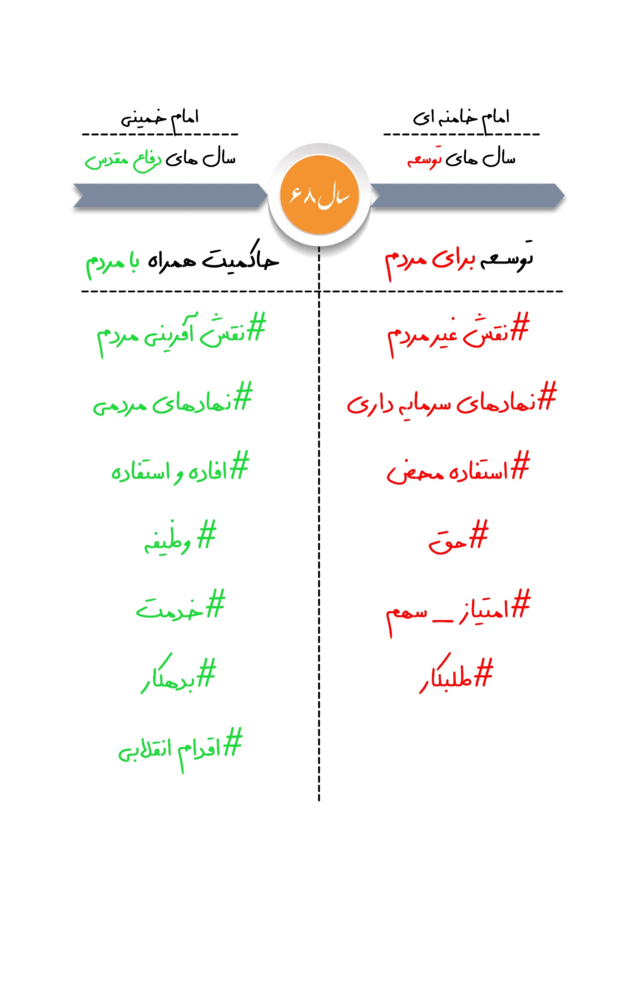 امام خامنه ای
امام خمینی
سال های توسعه
سال های دفاع مقدس
سال ۶۸
توسعه برای مردم
حاکمیت همراه با مردم
#نقش غیرمردم
#نقش آفرینی مردم
#نهادهای سرمایه داری
#نهادهای مردمی
#استفاده محض
#افاده و استفاده
#حق
# وظیفه
#امتیاز _ سهم
#خدمت
#طلبکار
#بدهکار
#اقدام انقلابی